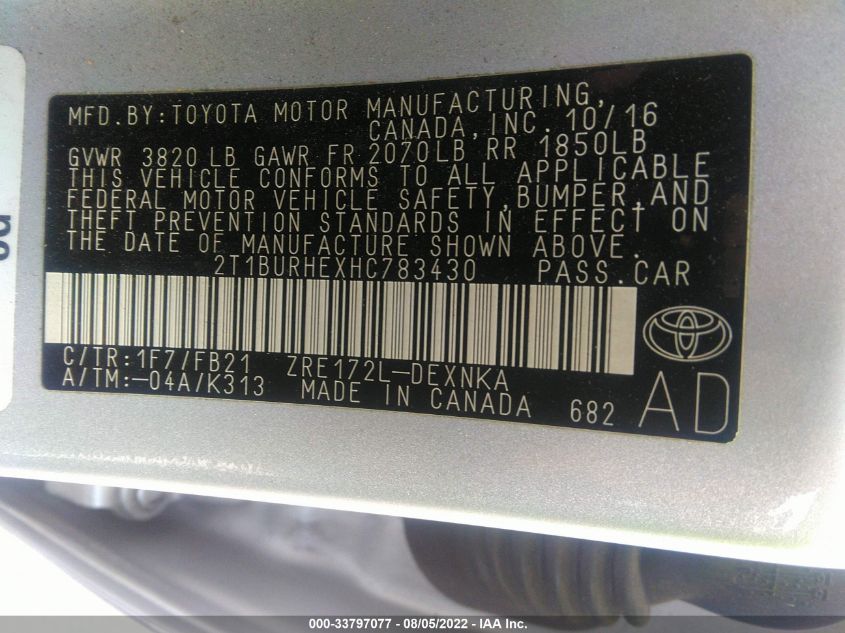 MFD.BY:TOYOTA MOTOR MANUFACTURING,
CANADA,INC. 10/16
GVWR 3820 LB GAWR FR 2070LB RR 1850LB
THIS VEHICLE CONFORMS TO ALL APPLICABLE
FEDERAL MOTOR VEHICLE SAFETY,BUMPER,AND
THEFT PREVENTION STANDARDS IN EFFECT ON
THE DATE OF MANUFACTURE SHOWN ABOVE.
2T1BURHEXHC783430 PASS.CAR
C/TR:1F7/FB21 ZRE172L-DEXNKA
A/TM:-04A/K313 MADE IN CANADA 682 AD
000-33797077 - 08/05/2022 - IAA Inc.